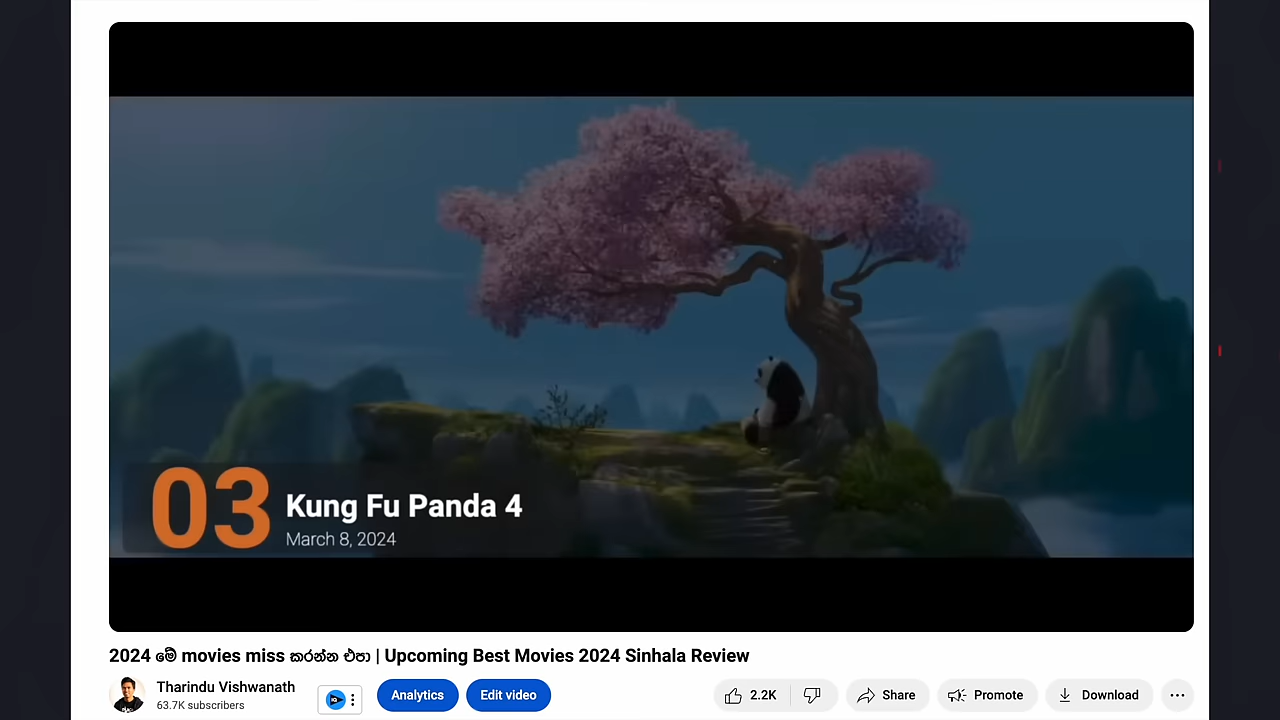 03
Kung Fu Panda 4
March 8, 2024
2024 මේ movies miss කරන්න එපා | Upcoming Best Movies 2024 Sinhala Review
Tharindu Vishwanath
63.7K subscribers
Analytics
Edit video
2.2K
Share
Promote
Download